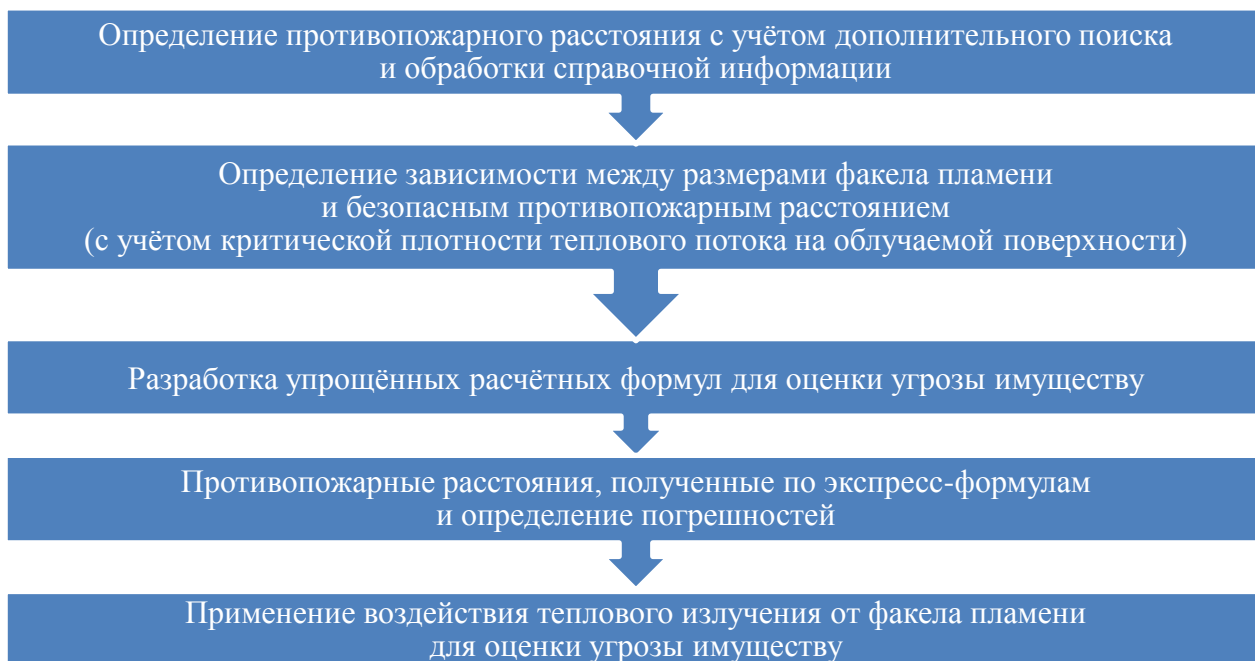 Определение противопожарного расстояния с учётом дополнительного поиска
и обработки справочной информации
Определение зависимости между размерами факела пламени
и безопасным противопожарным расстоянием
(с учётом критической плотности теплового потока на облучаемой поверхности)
Разработка упрощённых расчётных формул для оценки угрозы имуществу
Противопожарные расстояния, полученные по экспресс-формулам
и определение погрешностей
Применение воздействия теплового излучения от факела пламени
для оценки угрозы имуществу